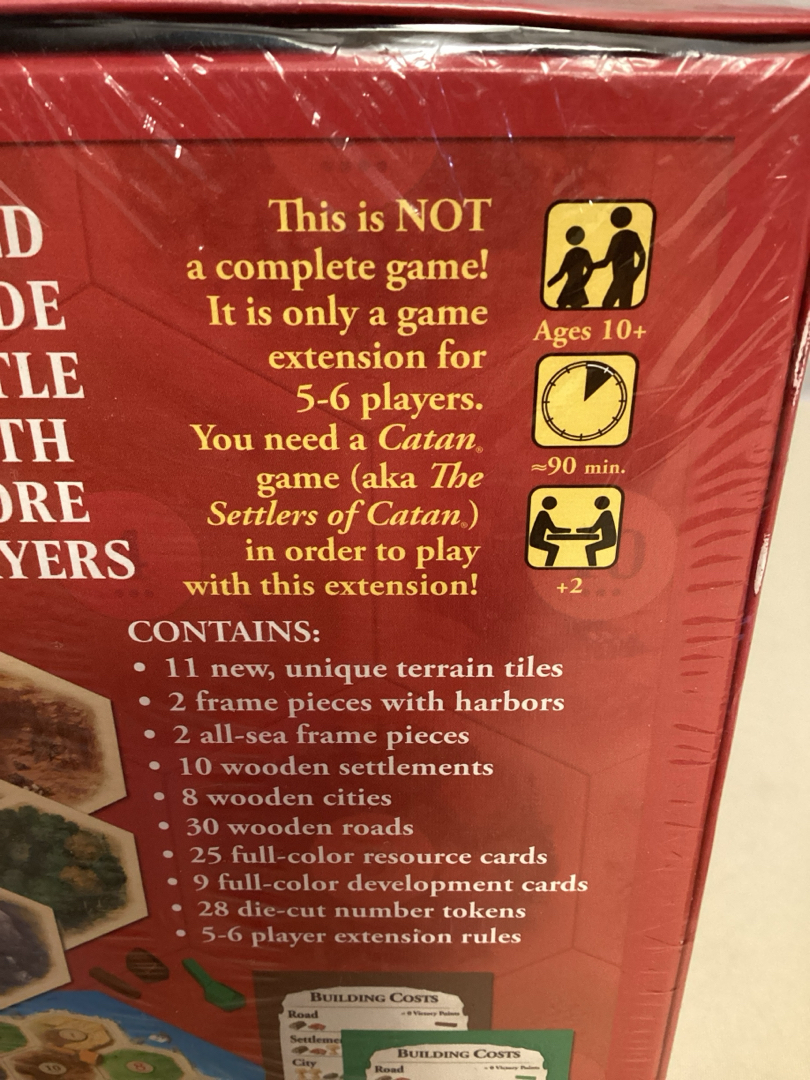 This is NOT
a complete game!
It is only a game
extension for
5-6 players.
You need a Catan®
game (aka The
Settlers of Catan®)
in order to play
with this extension!
Ages 10+
≈90 min.
+2
LD
DE
TLE
TH
ORE
AYERS
CONTAINS:
• 11 new, unique terrain tiles
• 2 frame pieces with harbors
• 2 all-sea frame pieces
• 10 wooden settlements
• 8 wooden cities
• 30 wooden roads
• 25 full-color resource cards
• 9 full-color development cards
• 28 die-cut number tokens
• 5-6 player extension rules
BUILDING COSTS
Road
Settleme
City
BUILDING COSTS
Road